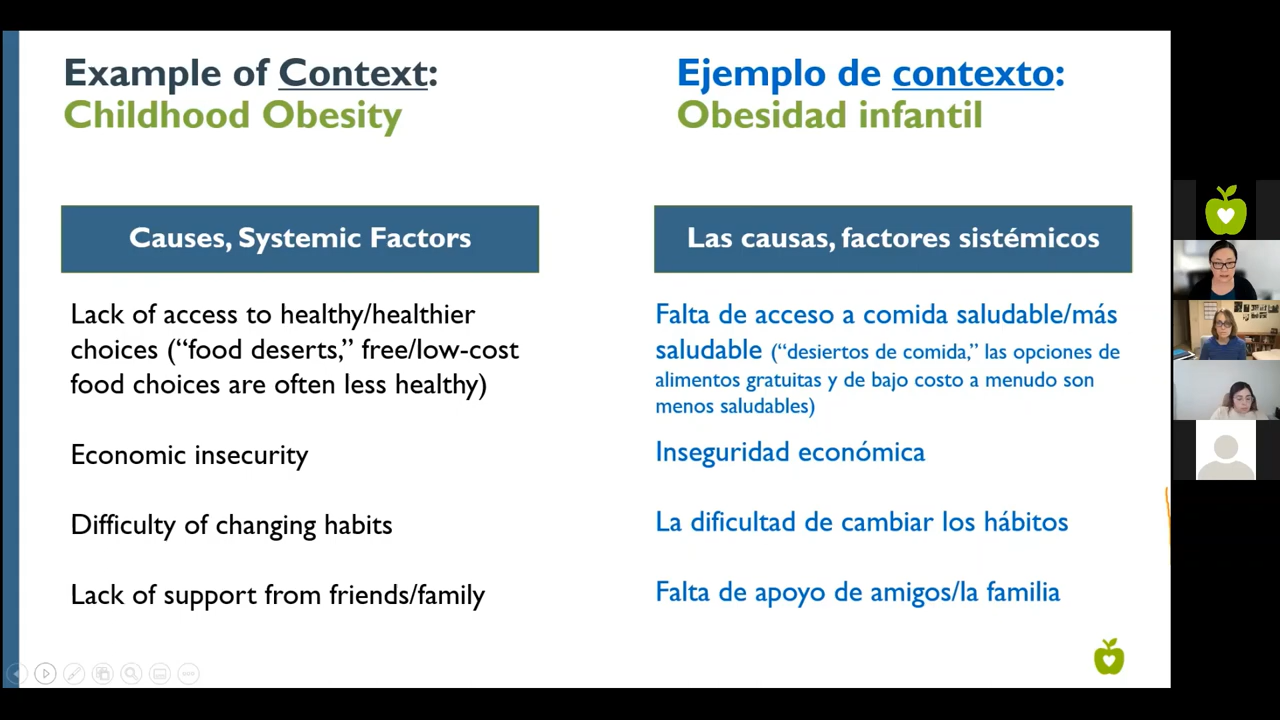 Example of Context:
Childhood Obesity
Causes, Systemic Factors
Lack of access to healthy/healthier
choices (“food deserts,” free/low-cost
food choices are often less healthy)
Economic insecurity
Difficulty of changing habits
Lack of support from friends/family
Ejemplo de contexto:
Obesidad infantil
Las causas, factores sistémicos
Falta de acceso a comida saludable/más
saludable (“desiertos de comida,” las opciones de
alimentos gratuitas y de bajo costo a menudo son
menos saludables)
Inseguridad económica
La dificultad de cambiar los hábitos
Falta de apoyo de amigos/la familia